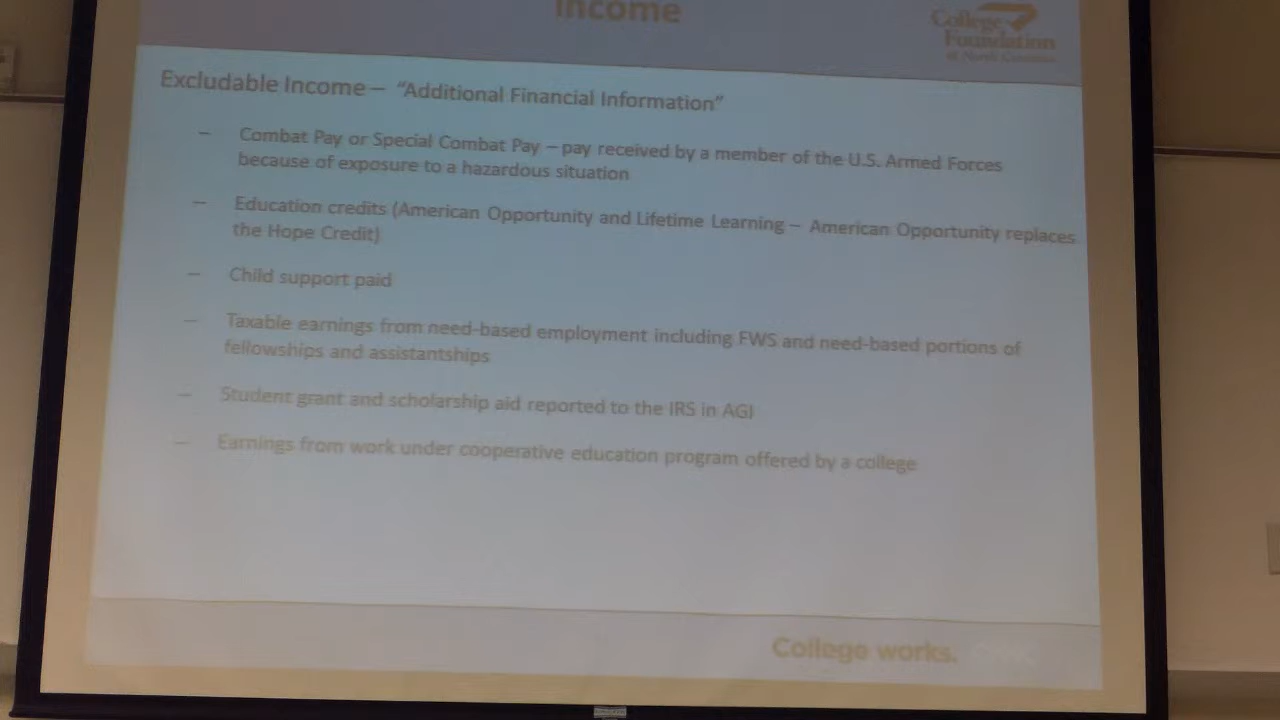 Income
College
Foundation
of North Carolina
Excludable Income – "Additional Financial Information"
– Combat Pay or Special Combat Pay – pay received by a member of the U.S. Armed Forces
because of exposure to a hazardous situation
– Education credits (American Opportunity and Lifetime Learning – American Opportunity replaces
the Hope Credit)
– Child support paid
– Taxable earnings from need-based employment including FWS and need-based portions of
fellowships and assistantships
– Student grant and scholarship aid reported to the IRS in AGI
– Earnings from work under cooperative education program offered by a college
College works.